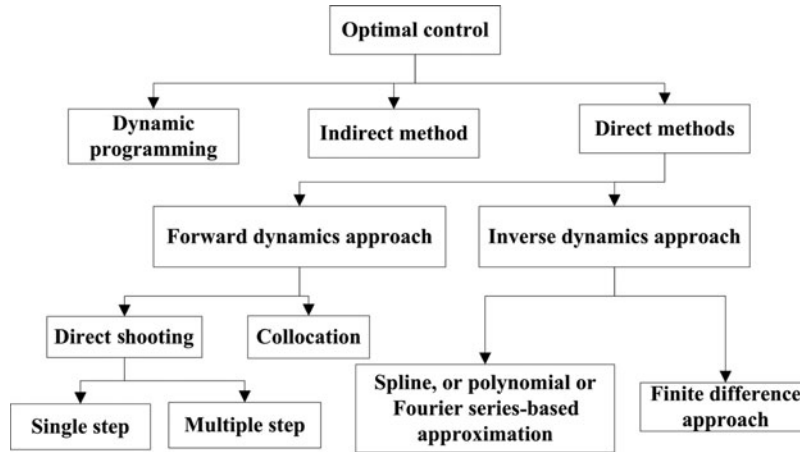 Optimal control
Dynamic
programming
Indirect method
Direct methods
Forward dynamics approach
Inverse dynamics approach
Direct shooting
Collocation
Spline, or polynomial or
Fourier series-based
approximation
Finite difference
approach
Single step
Multiple step